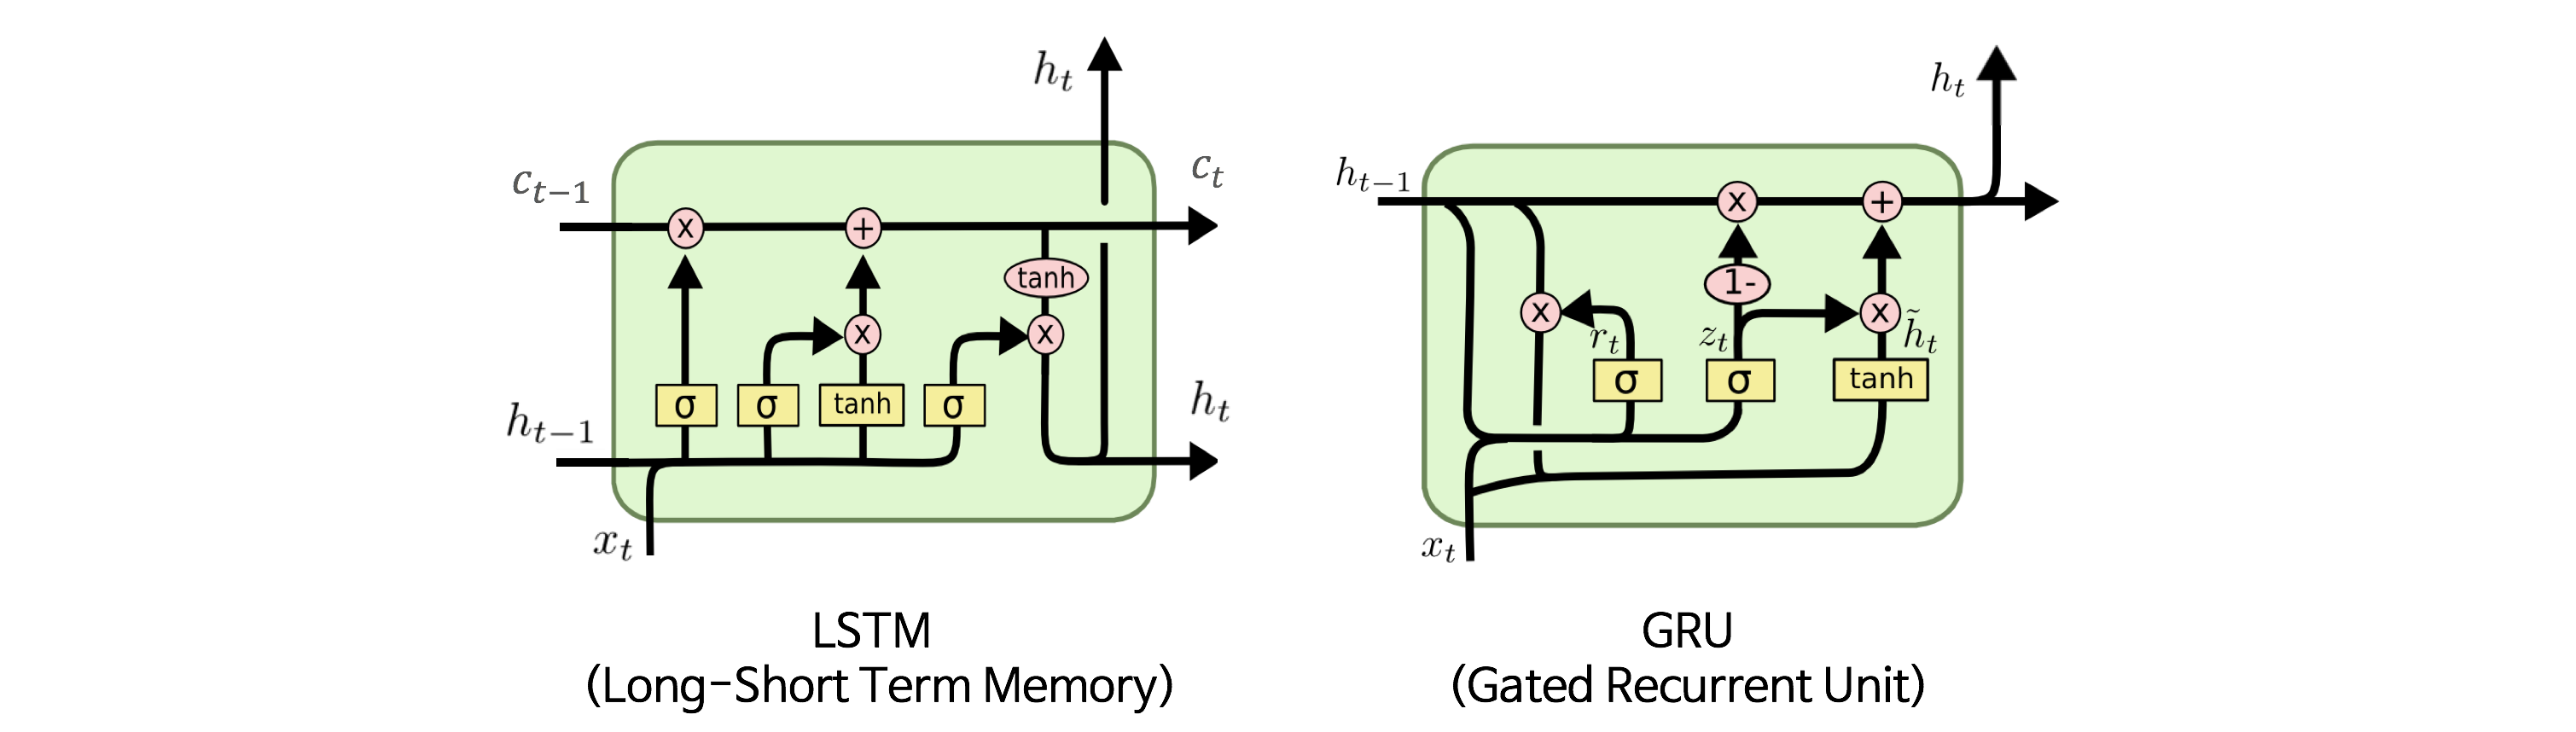 h_t
c_{t-1}
c_t
x
+
tanh
x
x
σ
σ
tanh
σ
h_{t-1}
h_t
x_t
LSTM
(Long-Short Term Memory)
h_t
h_{t-1}
x
+
1-
x
r_t
z_t
x
h̃_t
σ
σ
tanh
x_t
GRU
(Gated Recurrent Unit)